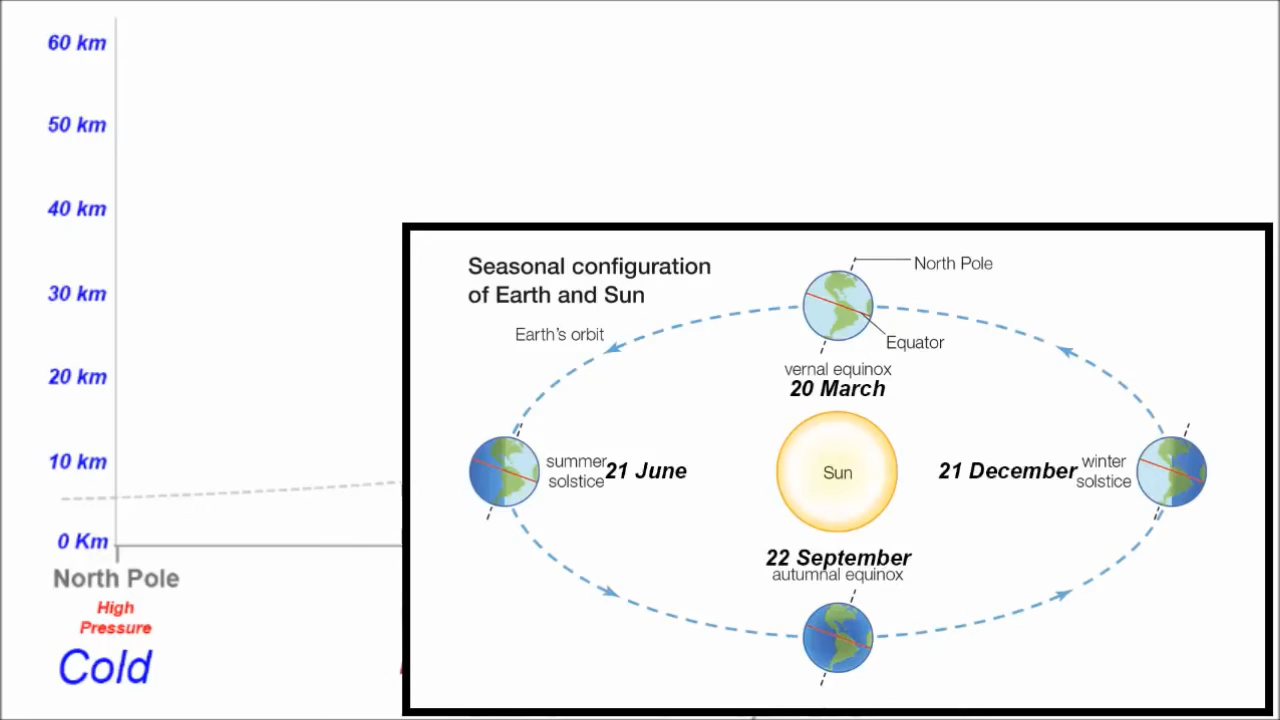 60 km
50 km
40 km
30 km
20 km
10 km
0 Km
North Pole
High
Pressure
Cold
Seasonal configuration
of Earth and Sun
North Pole
Earth's orbit
Equator
vernal equinox
20 March
summer
solstice
21 June
Sun
21 December
winter
solstice
22 September
autumnal equinox